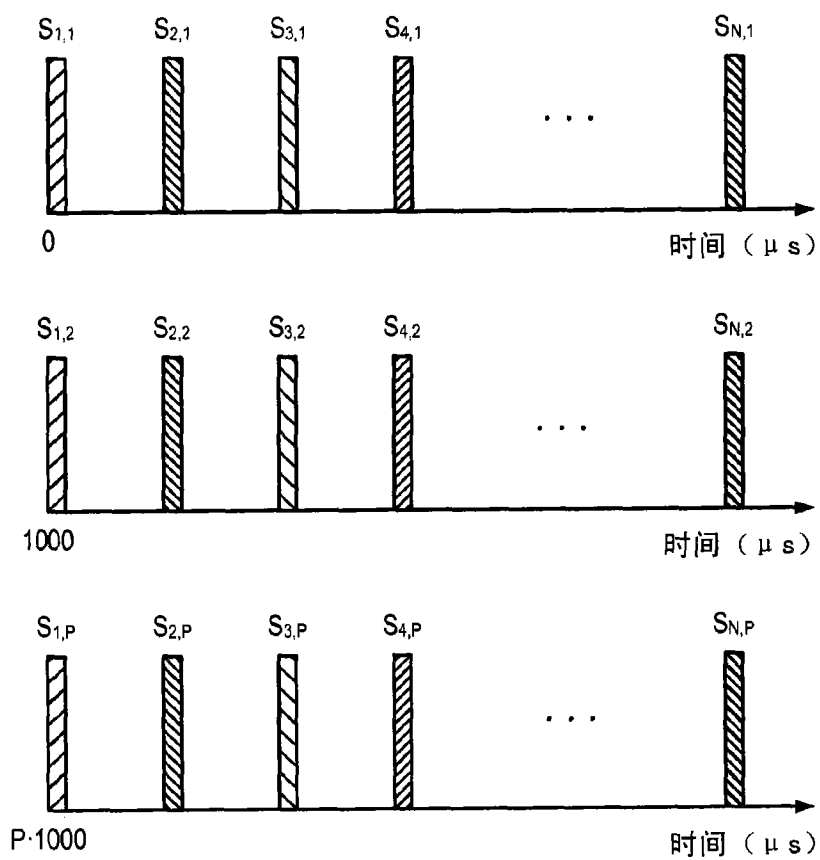 S1,1 S2,1 S3,1 S4,1 SN,1
. . .
0 时间（μs）
S1,2 S2,2 S3,2 S4,2 SN,2
. . .
1000 时间（μs）
S1,P S2,P S3,P S4,P SN,P
. . .
P·1000 时间（μs）